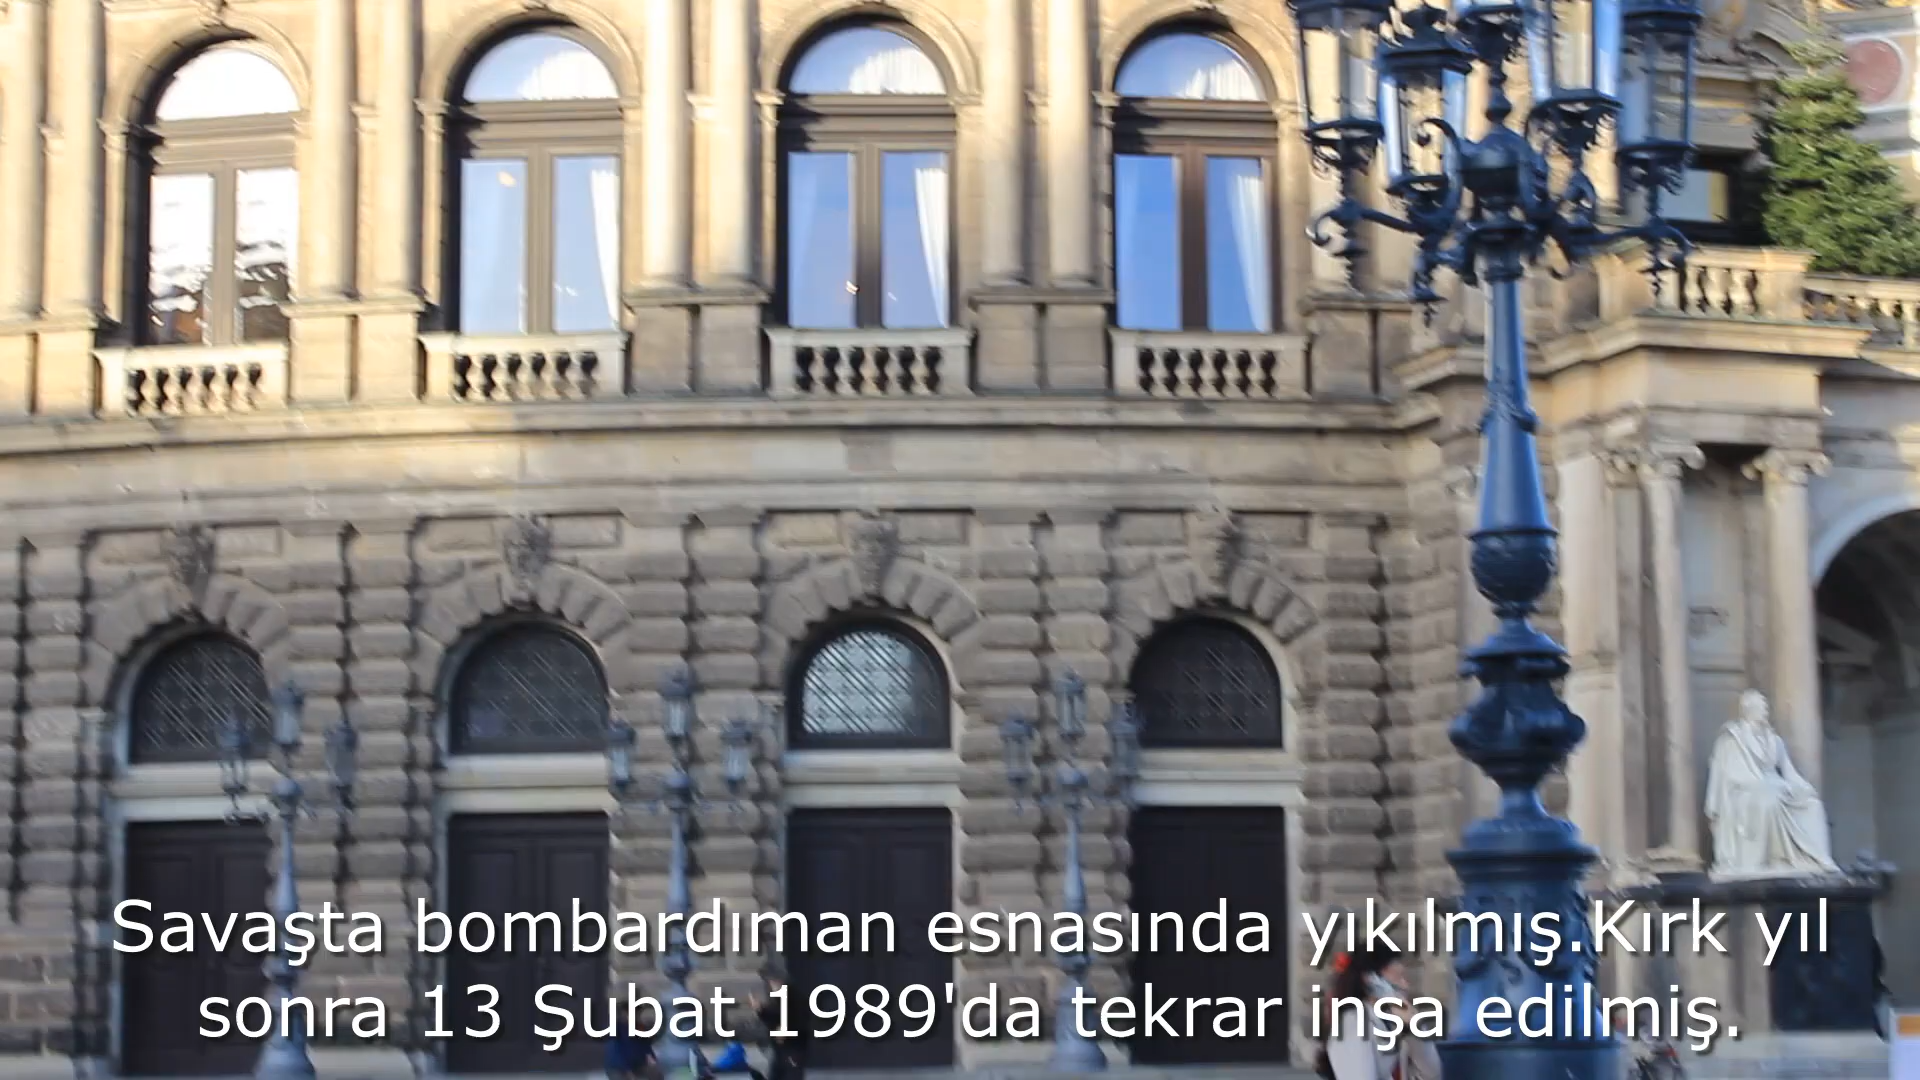 Savaşta bombardıman esnasında yıkılmış.Kırk yıl
sonra 13 Şubat 1989'da tekrar inşa edilmiş.